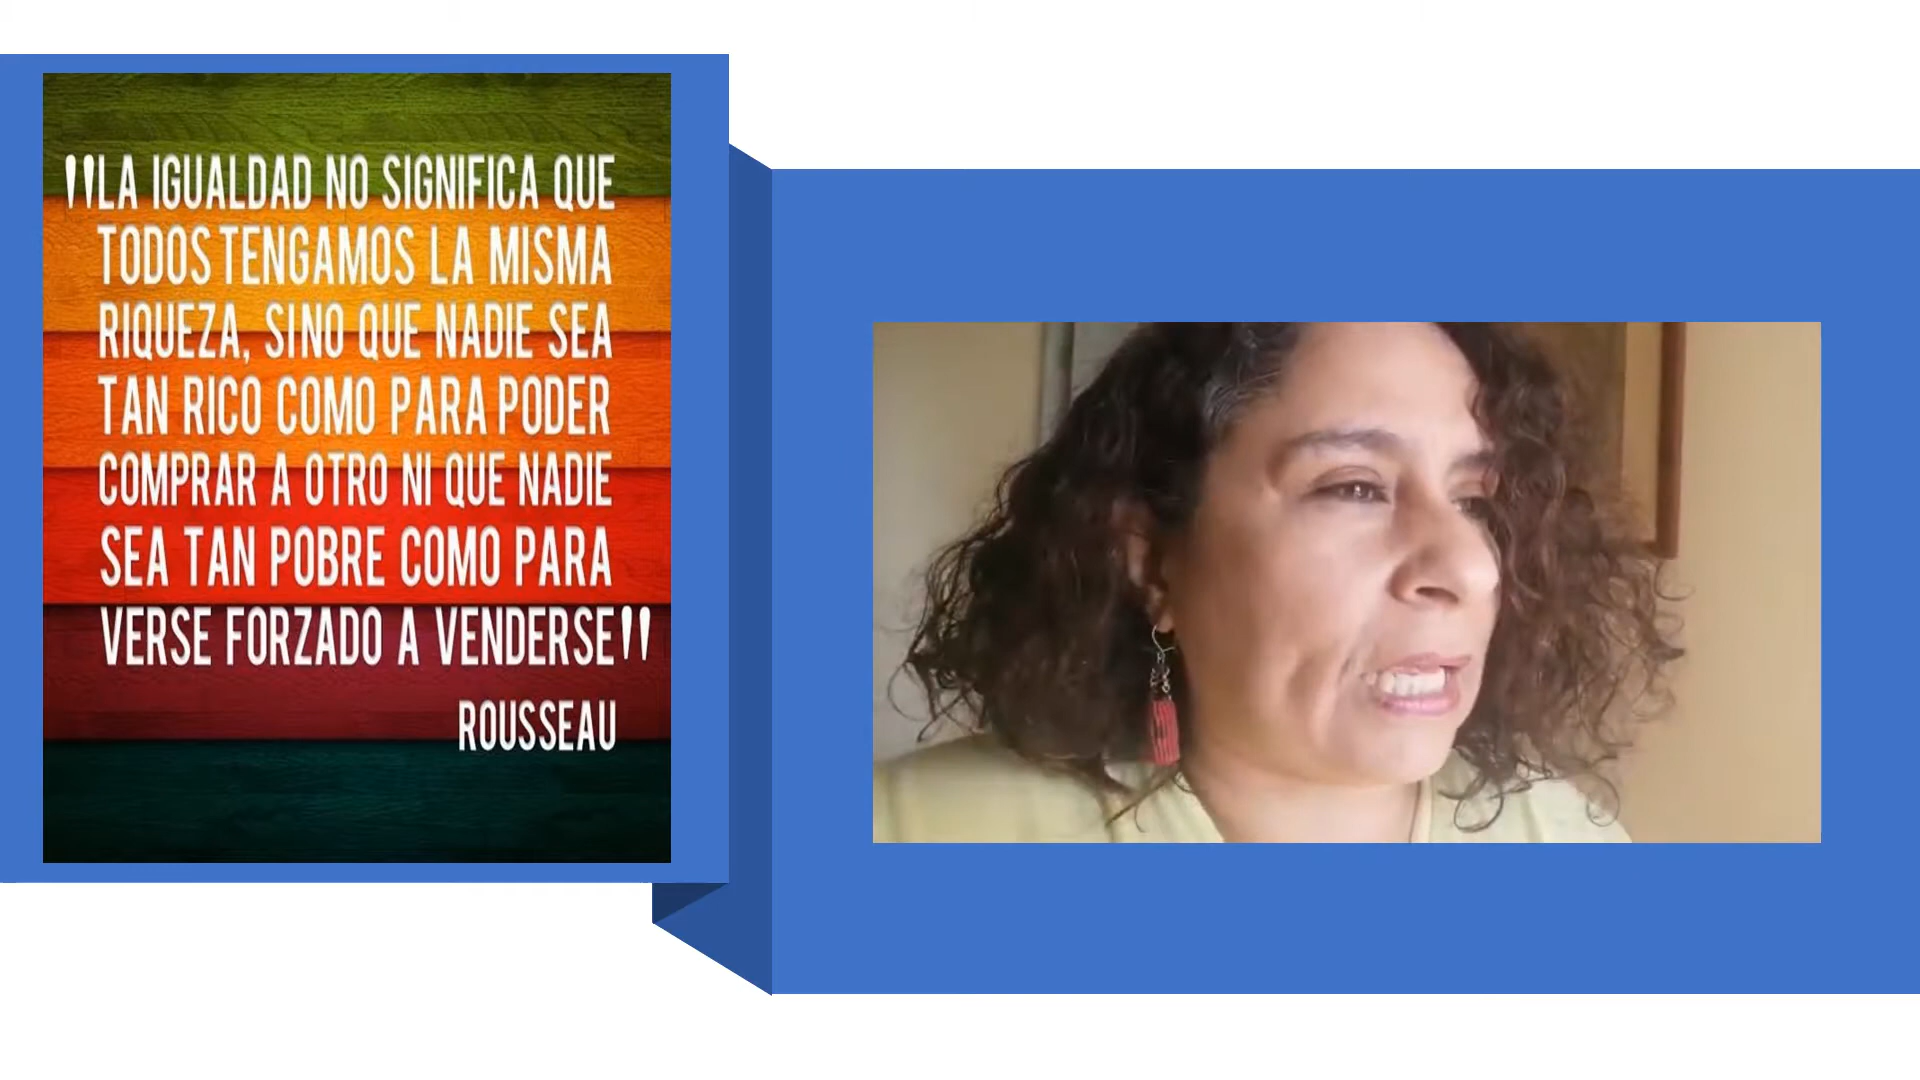 "LA IGUALDAD NO SIGNIFICA QUE
TODOS TENGAMOS LA MISMA
RIQUEZA, SINO QUE NADIE SEA
TAN RICO COMO PARA PODER
COMPRAR A OTRO NI QUE NADIE
SEA TAN POBRE COMO PARA
VERSE FORZADO A VENDERSE"
ROUSSEAU